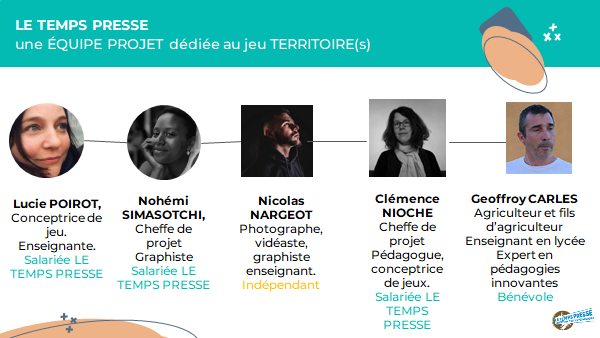 LE TEMPS PRESSE
une ÉQUIPE PROJET dédiée au jeu TERRITOIRE(s)
Lucie POIROT,
Conceptrice de
jeu.
Enseignante.
Salariée LE
TEMPS PRESSE
Nohémi
SIMASOTCHI,
Cheffe de
projet
Graphiste
Salariée LE
TEMPS PRESSE
Nicolas
NARGEOT
Photographe,
vidéaste,
graphiste
enseignant.
Indépendant
Clémence
NIOCHE
Cheffe de
projet
Pédagogue,
conceptrice
de jeux.
Salariée LE
TEMPS
PRESSE
Geoffroy CARLES
Agriculteur et fils
d'agriculteur
Enseignant en lycée
Expert en
pédagogies
innovantes
Bénévole
TEMPS PRESSE